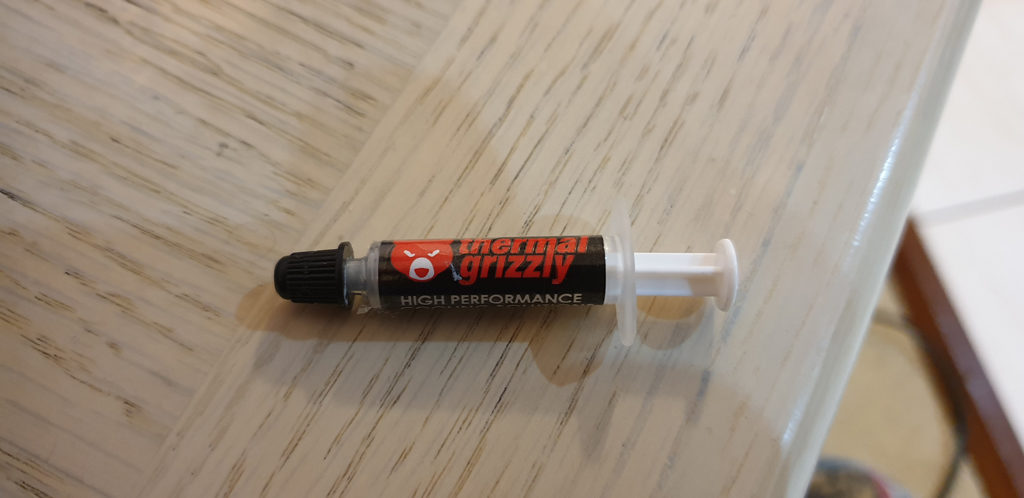 thermal
grizzly
HIGH PERFORMANCE